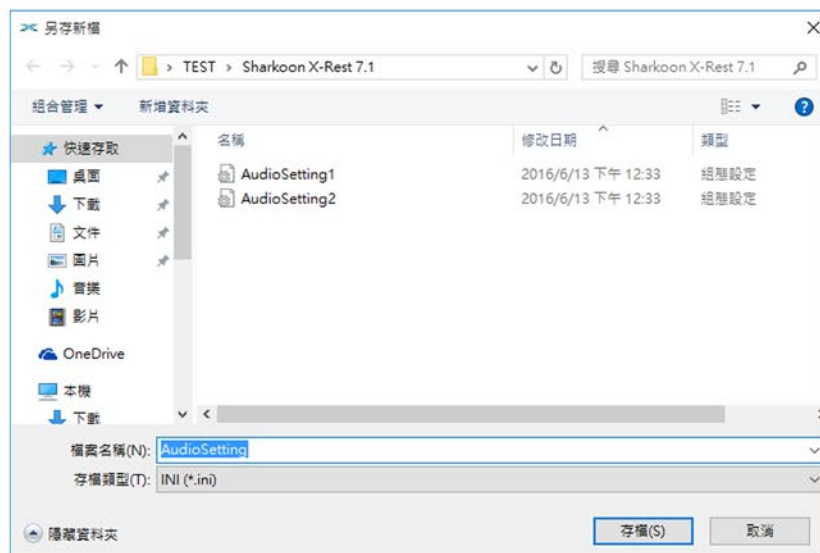 另存新檔
TEST › Sharkoon X-Rest 7.1
搜尋 Sharkoon X-Rest 7.1
組合管理
新增資料夾
快速存取
桌面
下載
文件
圖片
音樂
影片
OneDrive
本機
下載
名稱
修改日期
類型
AudioSetting1
2016/6/13 下午 12:33
組態設定
AudioSetting2
2016/6/13 下午 12:33
組態設定
檔案名稱(N):
AudioSetting
存檔類型(T):
INI (*.ini)
隱藏資料夾
存檔(S)
取消